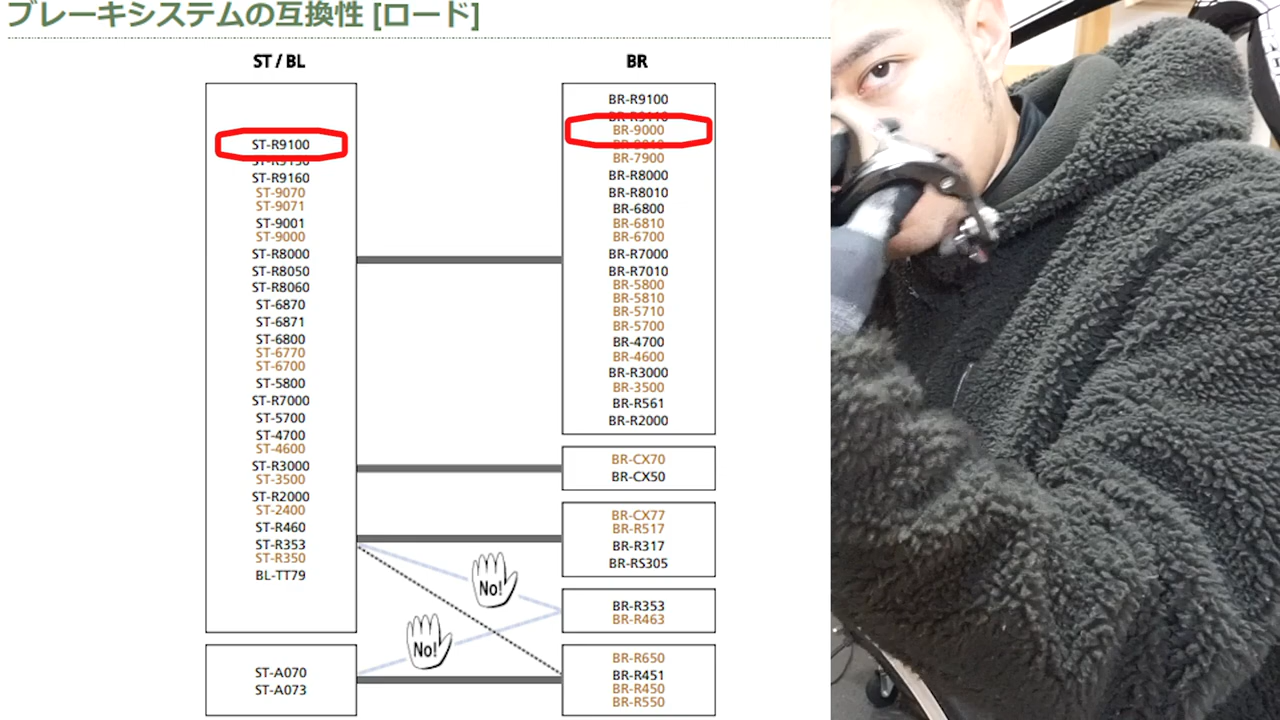 ブレーキシステムの互換性 [ロード]
ST / BL
ST-R9100
ST-R9150
ST-R9160
ST-9070
ST-9071
ST-9001
ST-9000
ST-R8000
ST-R8050
ST-R8060
ST-6870
ST-6871
ST-6800
ST-6770
ST-6700
ST-5800
ST-R7000
ST-5700
ST-4700
ST-4600
ST-R3000
ST-3500
ST-R2000
ST-2400
ST-R460
ST-R353
ST-R350
BL-TT79
ST-A070
ST-A073
No!
No!
BR
BR-R9100
BR-R9110
BR-9000
BR-9010
BR-7900
BR-R8000
BR-R8010
BR-6800
BR-6810
BR-6700
BR-R7000
BR-R7010
BR-5800
BR-5810
BR-5710
BR-5700
BR-4700
BR-4600
BR-R3000
BR-3500
BR-R561
BR-R2000
BR-CX70
BR-CX50
BR-CX77
BR-R517
BR-R317
BR-RS305
BR-R353
BR-R463
BR-R650
BR-R451
BR-R450
BR-R550